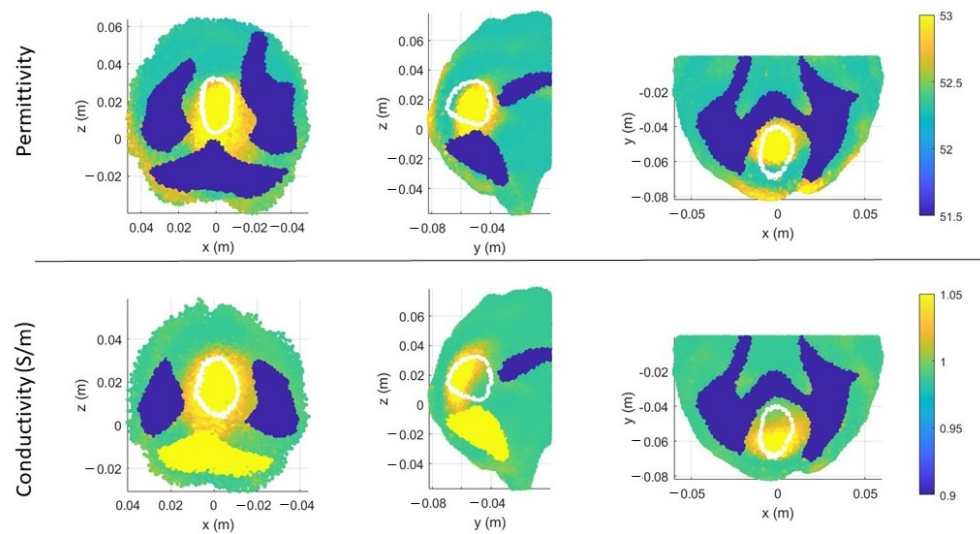 Permittivity
z (m)
0.06
0.04
0.02
0
−0.02
0.04 0.02 0 −0.02 −0.04
x (m)
z (m)
0.08
0.06
0.04
0.02
0
−0.02
−0.04
−0.08 −0.04
y (m)
y (m)
-0.02
-0.04
-0.06
-0.08
−0.05 0 0.05
x (m)
53
52.5
52
51.5
Conductivity (S/m)
z (m)
0.04
0.02
0
−0.02
0.04 0.02 0 −0.02 −0.04
x (m)
z (m)
0.06
0.04
0.02
0
−0.02
−0.04
−0.08 −0.04
y (m)
y (m)
-0.02
-0.04
-0.06
-0.08
−0.05 0 0.05
x (m)
1.05
1
0.95
0.9